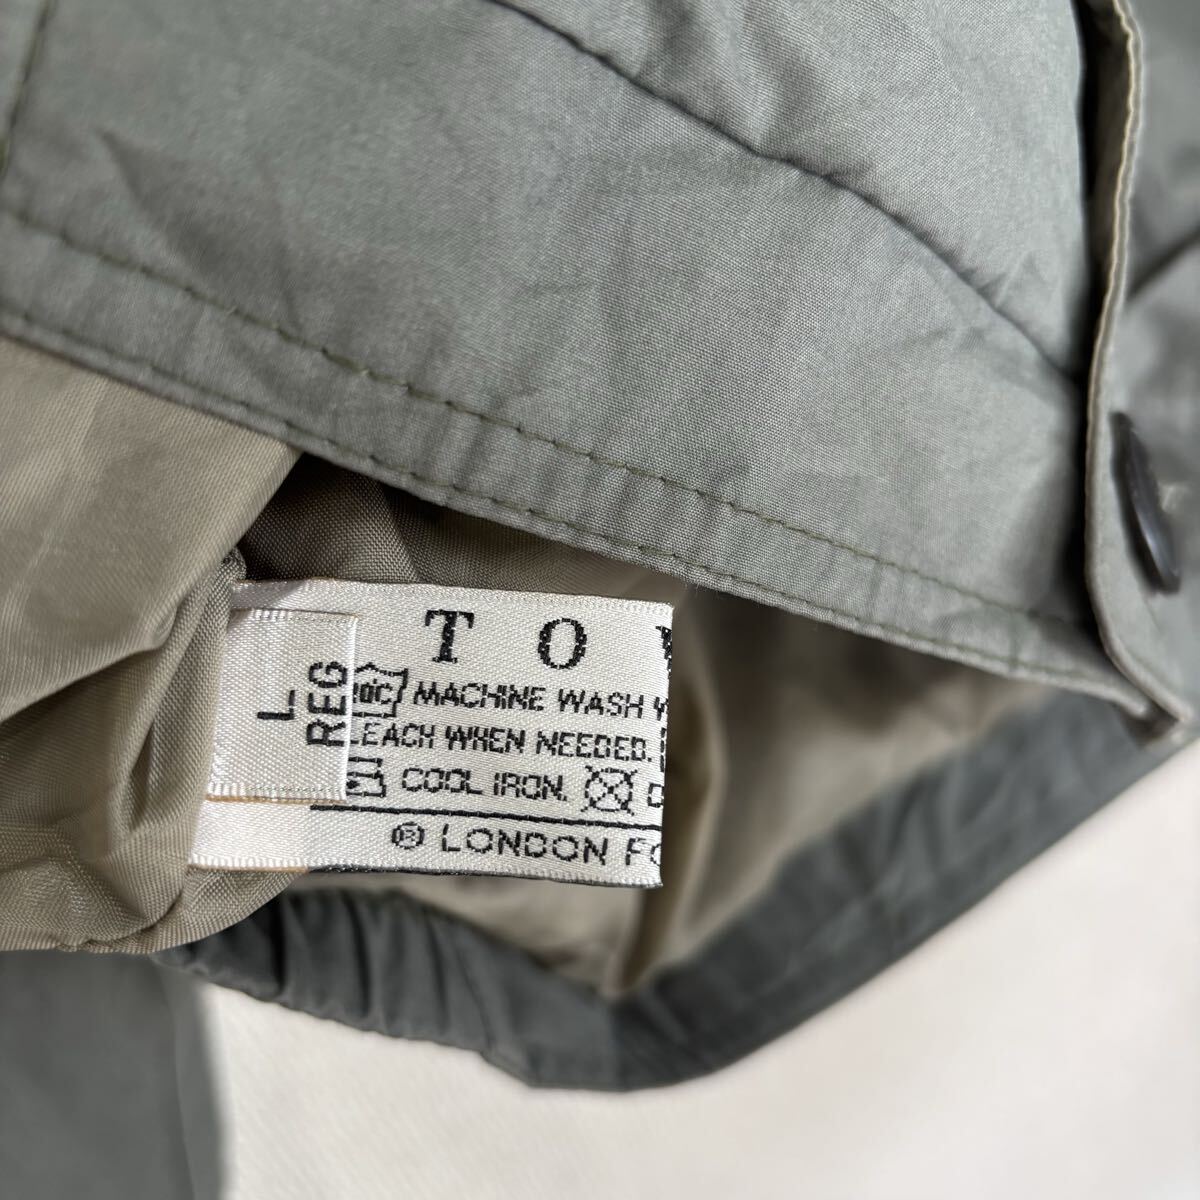 T O
L
REG
MACHINE WASH
LEACH WHEN NEEDED.
COOL IRON.
® LONDON FO